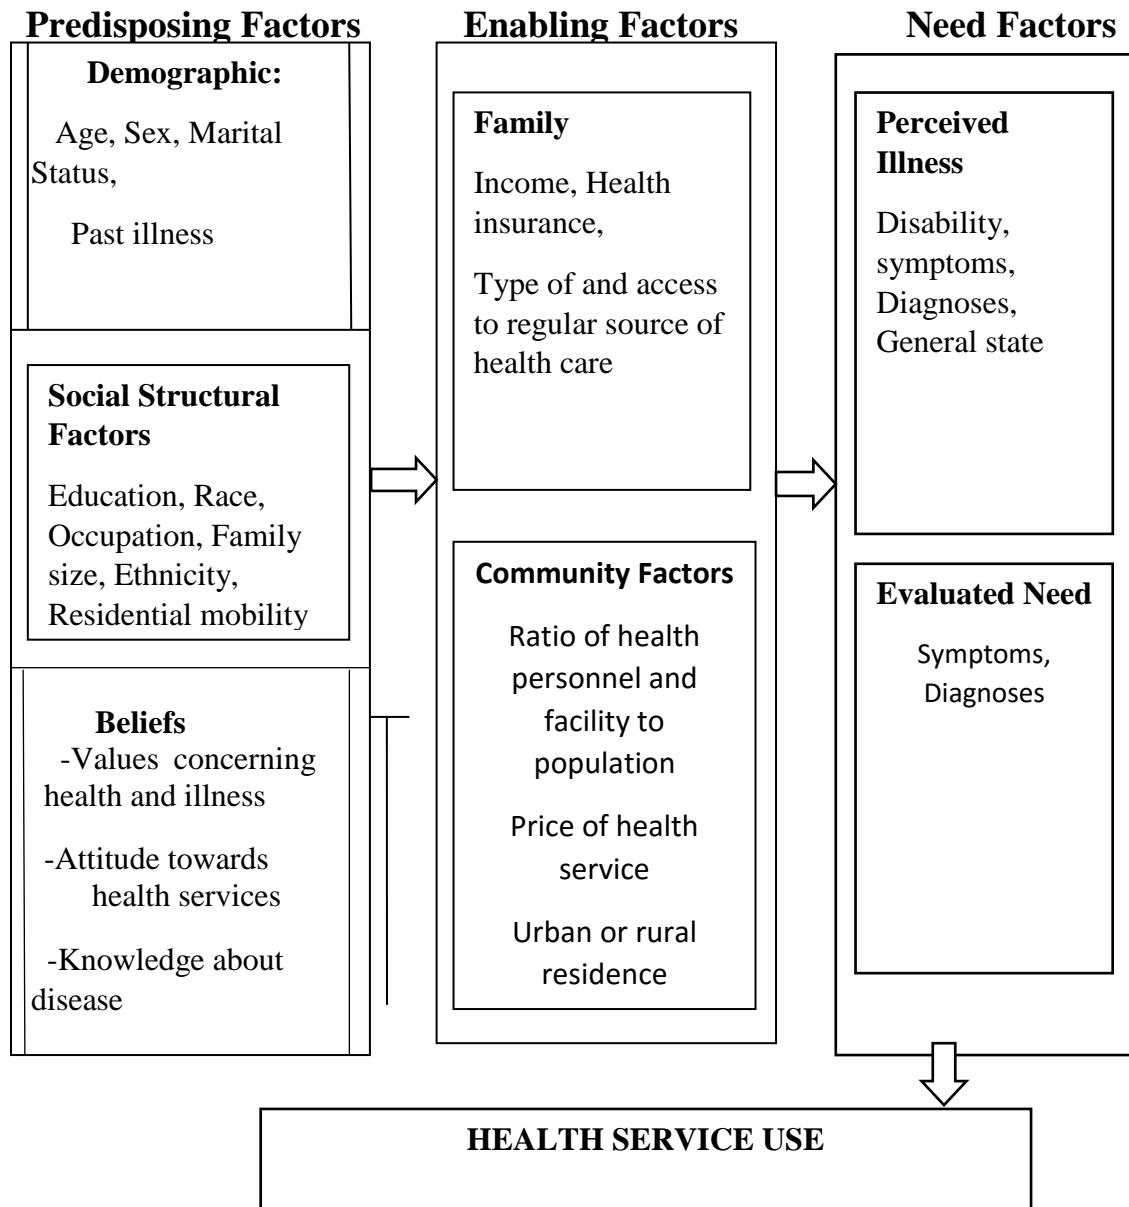 Predisposing Factors
Demographic:
Age, Sex, Marital
Status,
Past illness
Social Structural
Factors
Education, Race,
Occupation, Family
size, Ethnicity,
Residential mobility
Beliefs
-Values concerning
health and illness
-Attitude towards
health services
-Knowledge about
disease
Enabling Factors
Family
Income, Health
insurance,
Type of and access
to regular source of
health care
Community Factors
Ratio of health
personnel and
facility to
population
Price of health
service
Urban or rural
residence
Need Factors
Perceived
Illness
Disability,
symptoms,
Diagnoses,
General state
Evaluated Need
Symptoms,
Diagnoses
HEALTH SERVICE USE